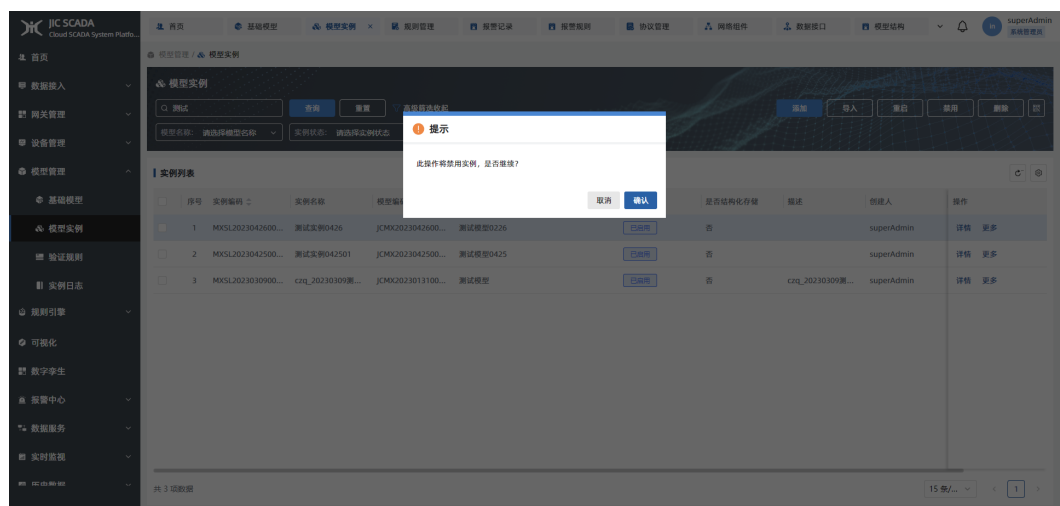 JIC SCADA
Cloud SCADA System Platfo...
首页
基础模型
模型实例 ×
规则管理
报警记录
报警规则
协议管理
网络组件
数据接口
模型结构
superAdmin
系统管理员
首页
数据接入
网关管理
设备管理
模型管理
基础模型
模型实例
验证规则
实例日志
规则引擎
可视化
数字孪生
报警中心
数据服务
实时监视
历史数据
模型管理 / 模型实例
模型实例
测试
查询
重置
高级筛选收起
添加
导入
重启
禁用
删除
模型名称: 请选择模型名称
实例状态: 请选择实例状态
提示
此操作将禁用实例，是否继续?
取消
确认
实例列表
序号 实例编码 实例名称 是否结构化存储 描述 创建人 操作
1 MXSL2023042600... 测试实例0426 JCMX2023042600... 测试模型0226 已启用 否 superAdmin 详情 更多
2 MXSL2023042500... 测试实例042501 JCMX2023042500... 测试模型0425 已启用 否 superAdmin 详情 更多
3 MXSL2023030900... czq_20230309测... JCMX2023013100... 测试模型 已启用 否 czq_20230309测... superAdmin 详情 更多
共 3 项数据
15 条/...
1